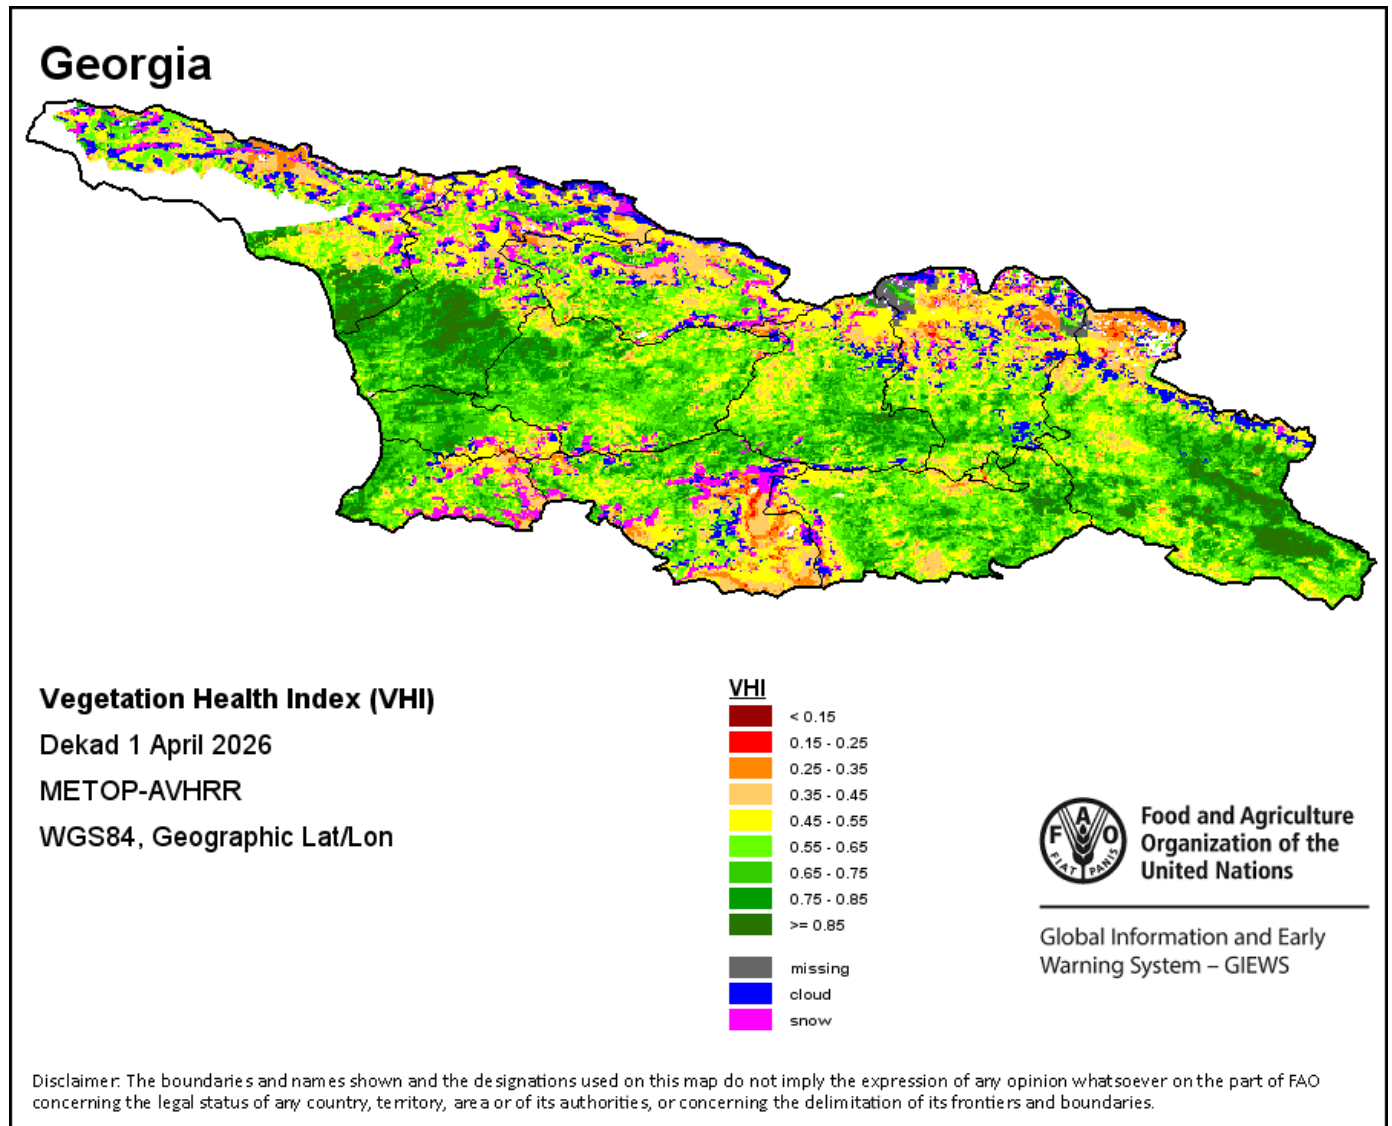 Georgia
Vegetation Health Index (VHI)
Dekad 1 April 2026
METOP-AVHRR
WGS84, Geographic Lat/Lon
VHI
< 0.15
0.15 - 0.25
0.25 - 0.35
0.35 - 0.45
0.45 - 0.55
0.55 - 0.65
0.65 - 0.75
0.75 - 0.85
>= 0.85
missing
cloud
snow
F A O
FIAT PANIS
Food and Agriculture
Organization of the
United Nations
Global Information and Early
Warning System – GIEWS
Disclaimer: The boundaries and names shown and the designations used on this map do not imply the expression of any opinion whatsoever on the part of FAO
concerning the legal status of any country, territory, area or of its authorities, or concerning the delimitation of its frontiers and boundaries.